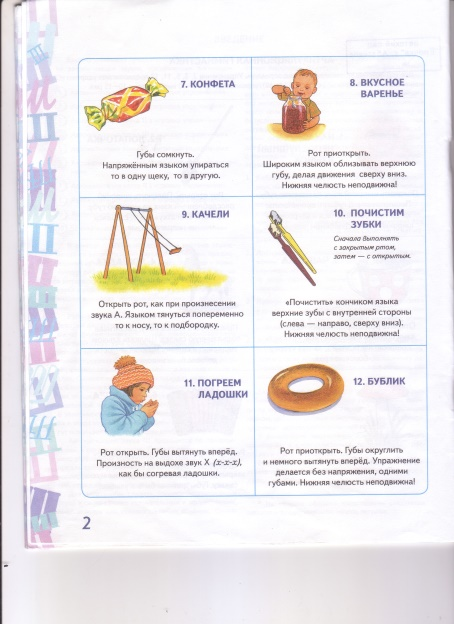 7. КОНФЕТА
Губы сомкнуть.
Напряжённым языком упираться
то в одну щеку, то в другую.
8. ВКУСНОЕ
ВАРЕНЬЕ
Рот приоткрыть.
Широким языком облизывать верхнюю
губу, делая движения сверху вниз.
Нижняя челюсть неподвижна!
9. КАЧЕЛИ
Открыть рот, как при произнесении
звука А. Языком тянуться попеременно
то к носу, то к подбородку.
10. ПОЧИСТИМ
ЗУБКИ
Сначала выполнять
с закрытым ртом,
затем — с открытым.
«Почистить» кончиком языка
верхние зубы с внутренней стороны
(слева — направо, сверху вниз).
Нижняя челюсть неподвижна!
11. ПОГРЕЕМ
ЛАДОШКИ
Рот открыт. Губы вытянуть вперёд.
Произность на выдохе звук Х (х-х-х),
как бы согревая ладошки.
12. БУБЛИК
Рот приоткрыт. Губы округлить
и немного вытянуть вперёд. Упражнение
делается без напряжения, одними
губами. Нижняя челюсть неподвижна!
2